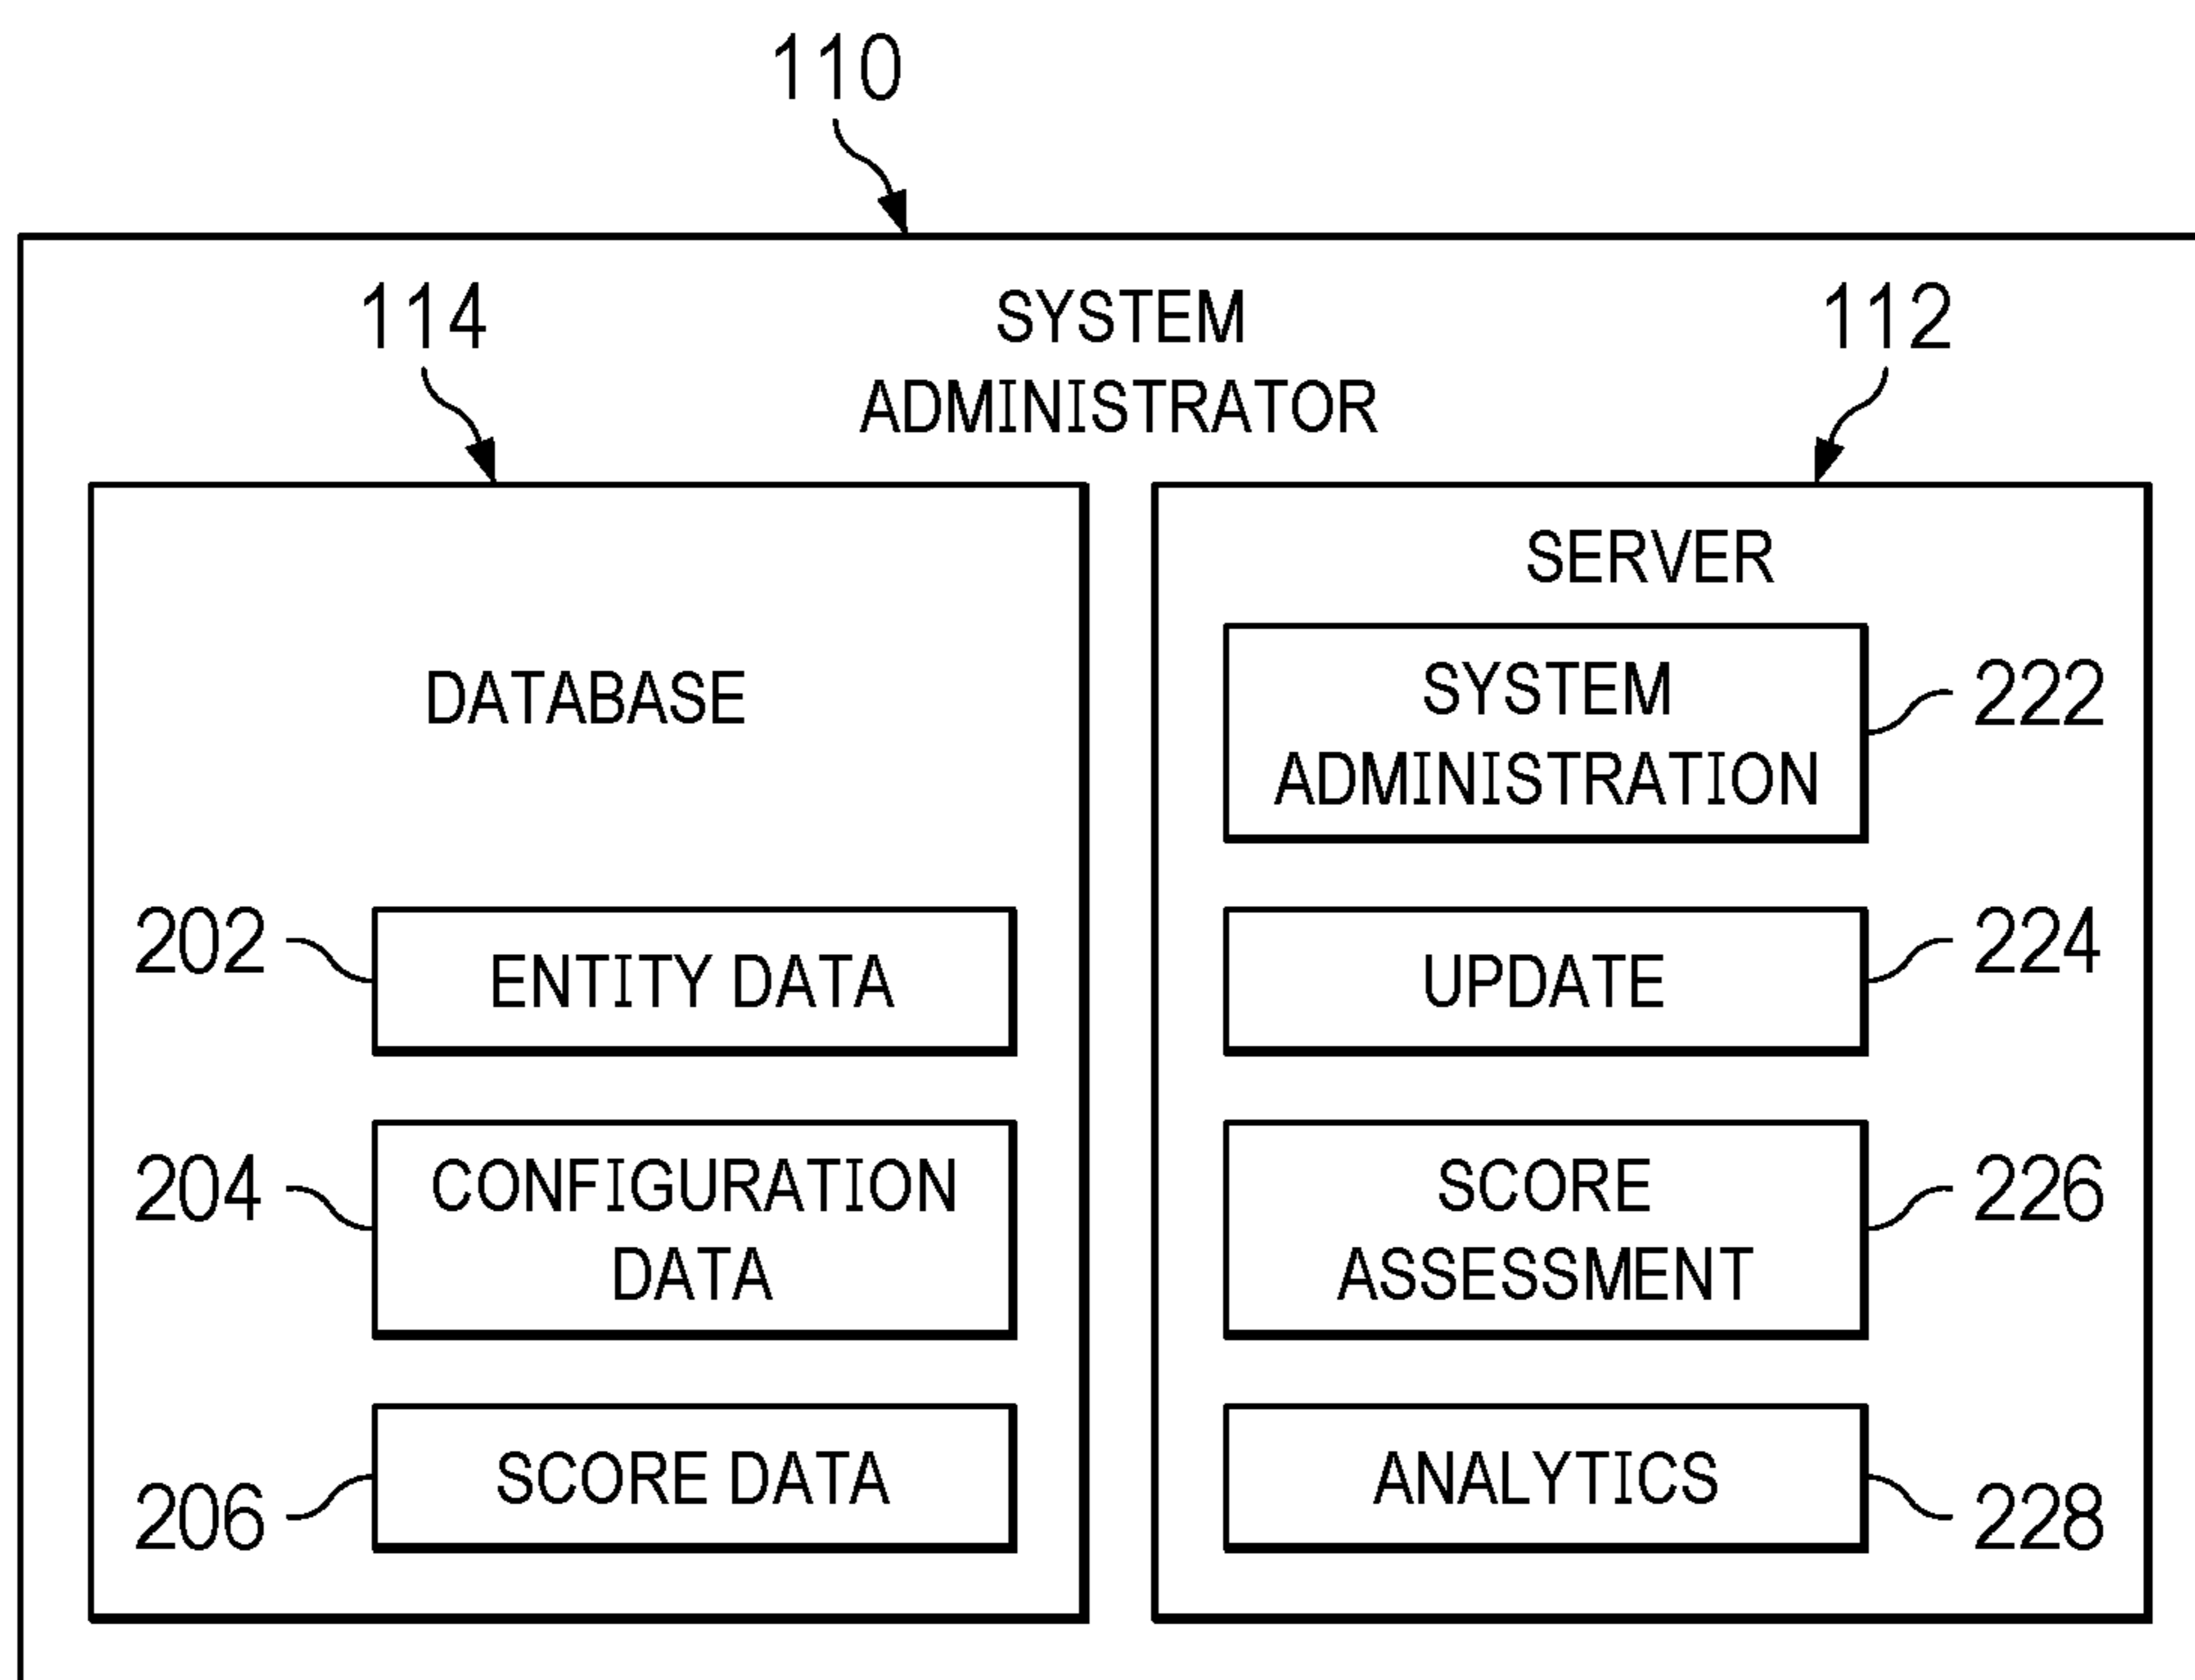 110
SYSTEM
ADMINISTRATOR
114
DATABASE
202
ENTITY DATA
204
CONFIGURATION
DATA
206
SCORE DATA
112
SERVER
SYSTEM
ADMINISTRATION
222
UPDATE
224
SCORE
ASSESSMENT
226
ANALYTICS
228